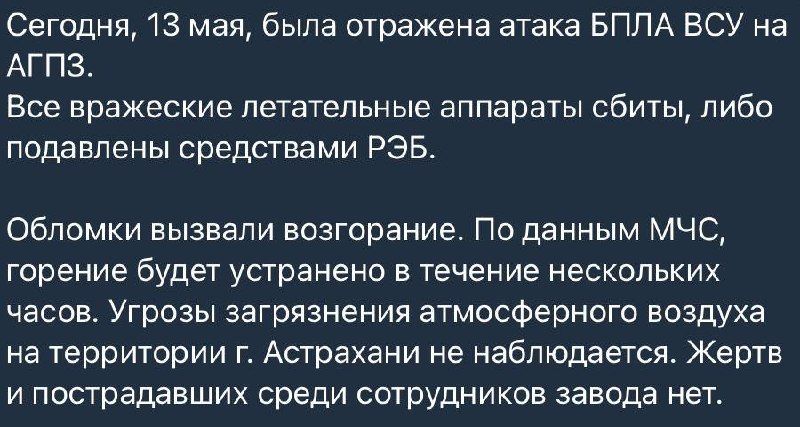 Сегодня, 13 мая, была отражена атака БПЛА ВСУ на
АГПЗ.
Все вражеские летательные аппараты сбиты, либо
подавлены средствами РЭБ.
Обломки вызвали возгорание. По данным МЧС,
горение будет устранено в течение нескольких
часов. Угрозы загрязнения атмосферного воздуха
на территории г. Астрахани не наблюдается. Жертв
и пострадавших среди сотрудников завода нет.